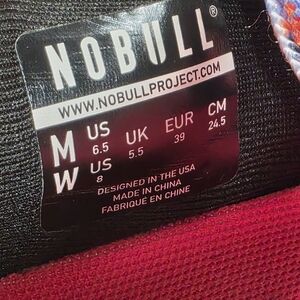 NOBULL®
WWW.NOBULLPROJECT.COM
M US 6.5 UK 5.5 EUR 39 CM 24.5
W US 8
DESIGNED IN THE USA
MADE IN CHINA
FABRIQUÉ EN CHINE